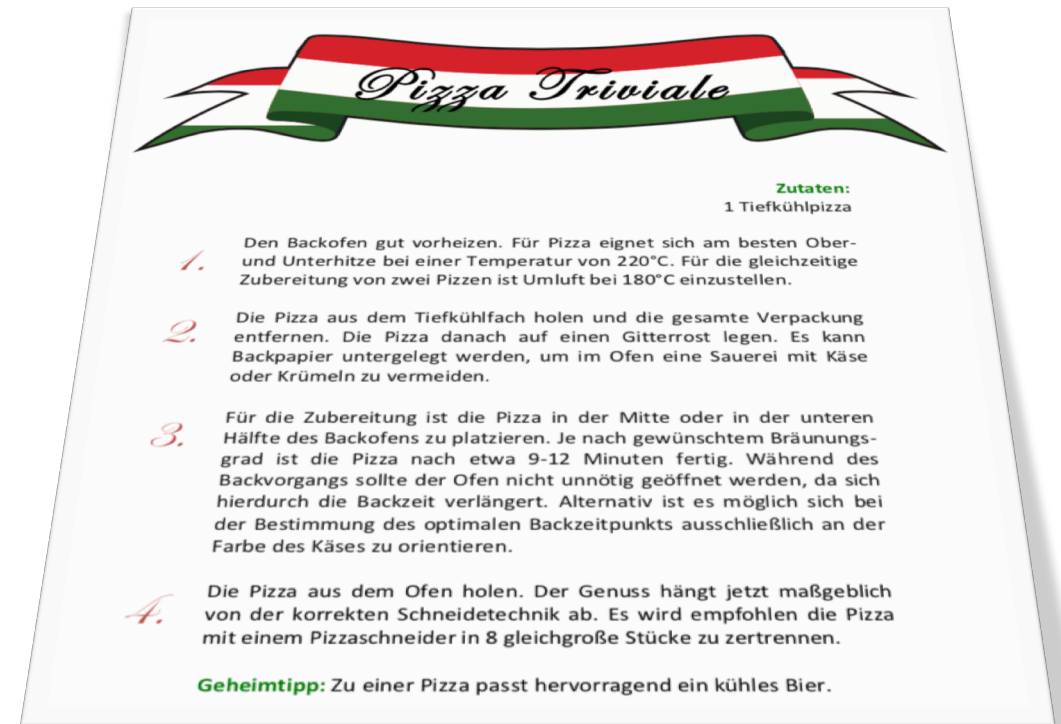 Pizza Triviale
Zutaten:
1 Tiefkühlpizza
1.
Den Backofen gut vorheizen. Für Pizza eignet sich am besten Ober-
und Unterhitze bei einer Temperatur von 220°C. Für die gleichzeitige
Zubereitung von zwei Pizzen ist Umluft bei 180°C einzustellen.
2.
Die Pizza aus dem Tiefkühlfach holen und die gesamte Verpackung
entfernen. Die Pizza danach auf einen Gitterrost legen. Es kann
Backpapier untergelegt werden, um im Ofen eine Sauerei mit Käse
oder Krümeln zu vermeiden.
3.
Für die Zubereitung ist die Pizza in der Mitte oder in der unteren
Hälfte des Backofens zu platzieren. Je nach gewünschtem Bräunungs-
grad ist die Pizza nach etwa 9-12 Minuten fertig. Während des
Backvorgangs sollte der Ofen nicht unnötig geöffnet werden, da sich
hierdurch die Backzeit verlängert. Alternativ ist es möglich sich bei
der Bestimmung des optimalen Backzeitpunkts ausschließlich an der
Farbe des Käses zu orientieren.
4.
Die Pizza aus dem Ofen holen. Der Genuss hängt jetzt maßgeblich
von der korrekten Schneidetechnik ab. Es wird empfohlen die Pizza
mit einem Pizzaschneider in 8 gleichgroße Stücke zu zertrennen.
Geheimtipp: Zu einer Pizza passt hervorragend ein kühles Bier.